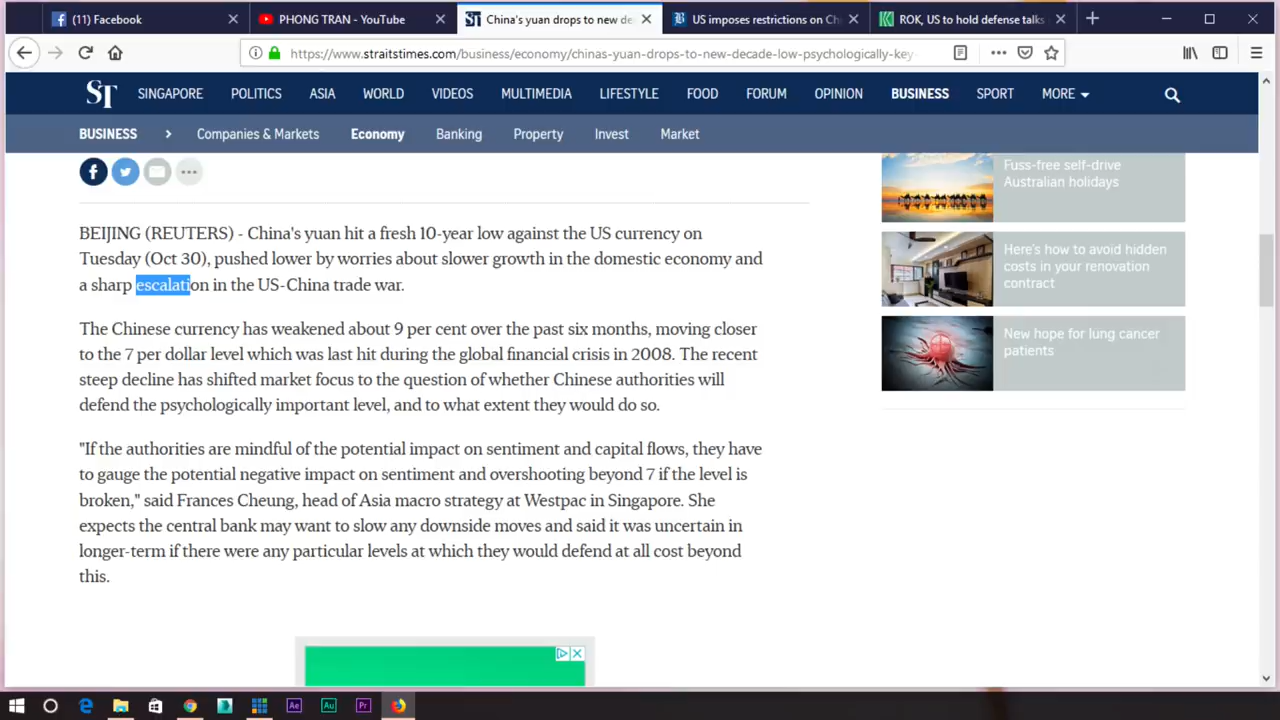 (11) Facebook
PHONG TRAN - YouTube
China's yuan drops to new de
US imposes restrictions on Ch
ROK, US to hold defense talks
https://www.straitstimes.com/business/economy/chinas-yuan-drops-to-new-decade-low-psychologically-key-
ST
SINGAPORE POLITICS ASIA WORLD VIDEOS MULTIMEDIA LIFESTYLE FOOD FORUM OPINION BUSINESS SPORT MORE
BUSINESS Companies & Markets Economy Banking Property Invest Market
Fuss-free self-drive
Australian holidays
Here's how to avoid hidden
costs in your renovation
contract
New hope for lung cancer
patients
BEIJING (REUTERS) - China's yuan hit a fresh 10-year low against the US currency on
Tuesday (Oct 30), pushed lower by worries about slower growth in the domestic economy and
a sharp escalation in the US-China trade war.
The Chinese currency has weakened about 9 per cent over the past six months, moving closer
to the 7 per dollar level which was last hit during the global financial crisis in 2008. The recent
steep decline has shifted market focus to the question of whether Chinese authorities will
defend the psychologically important level, and to what extent they would do so.
"If the authorities are mindful of the potential impact on sentiment and capital flows, they have
to gauge the potential negative impact on sentiment and overshooting beyond 7 if the level is
broken," said Frances Cheung, head of Asia macro strategy at Westpac in Singapore. She
expects the central bank may want to slow any downside moves and said it was uncertain in
longer-term if there were any particular levels at which they would defend at all cost beyond
this.
Ae Au Pr